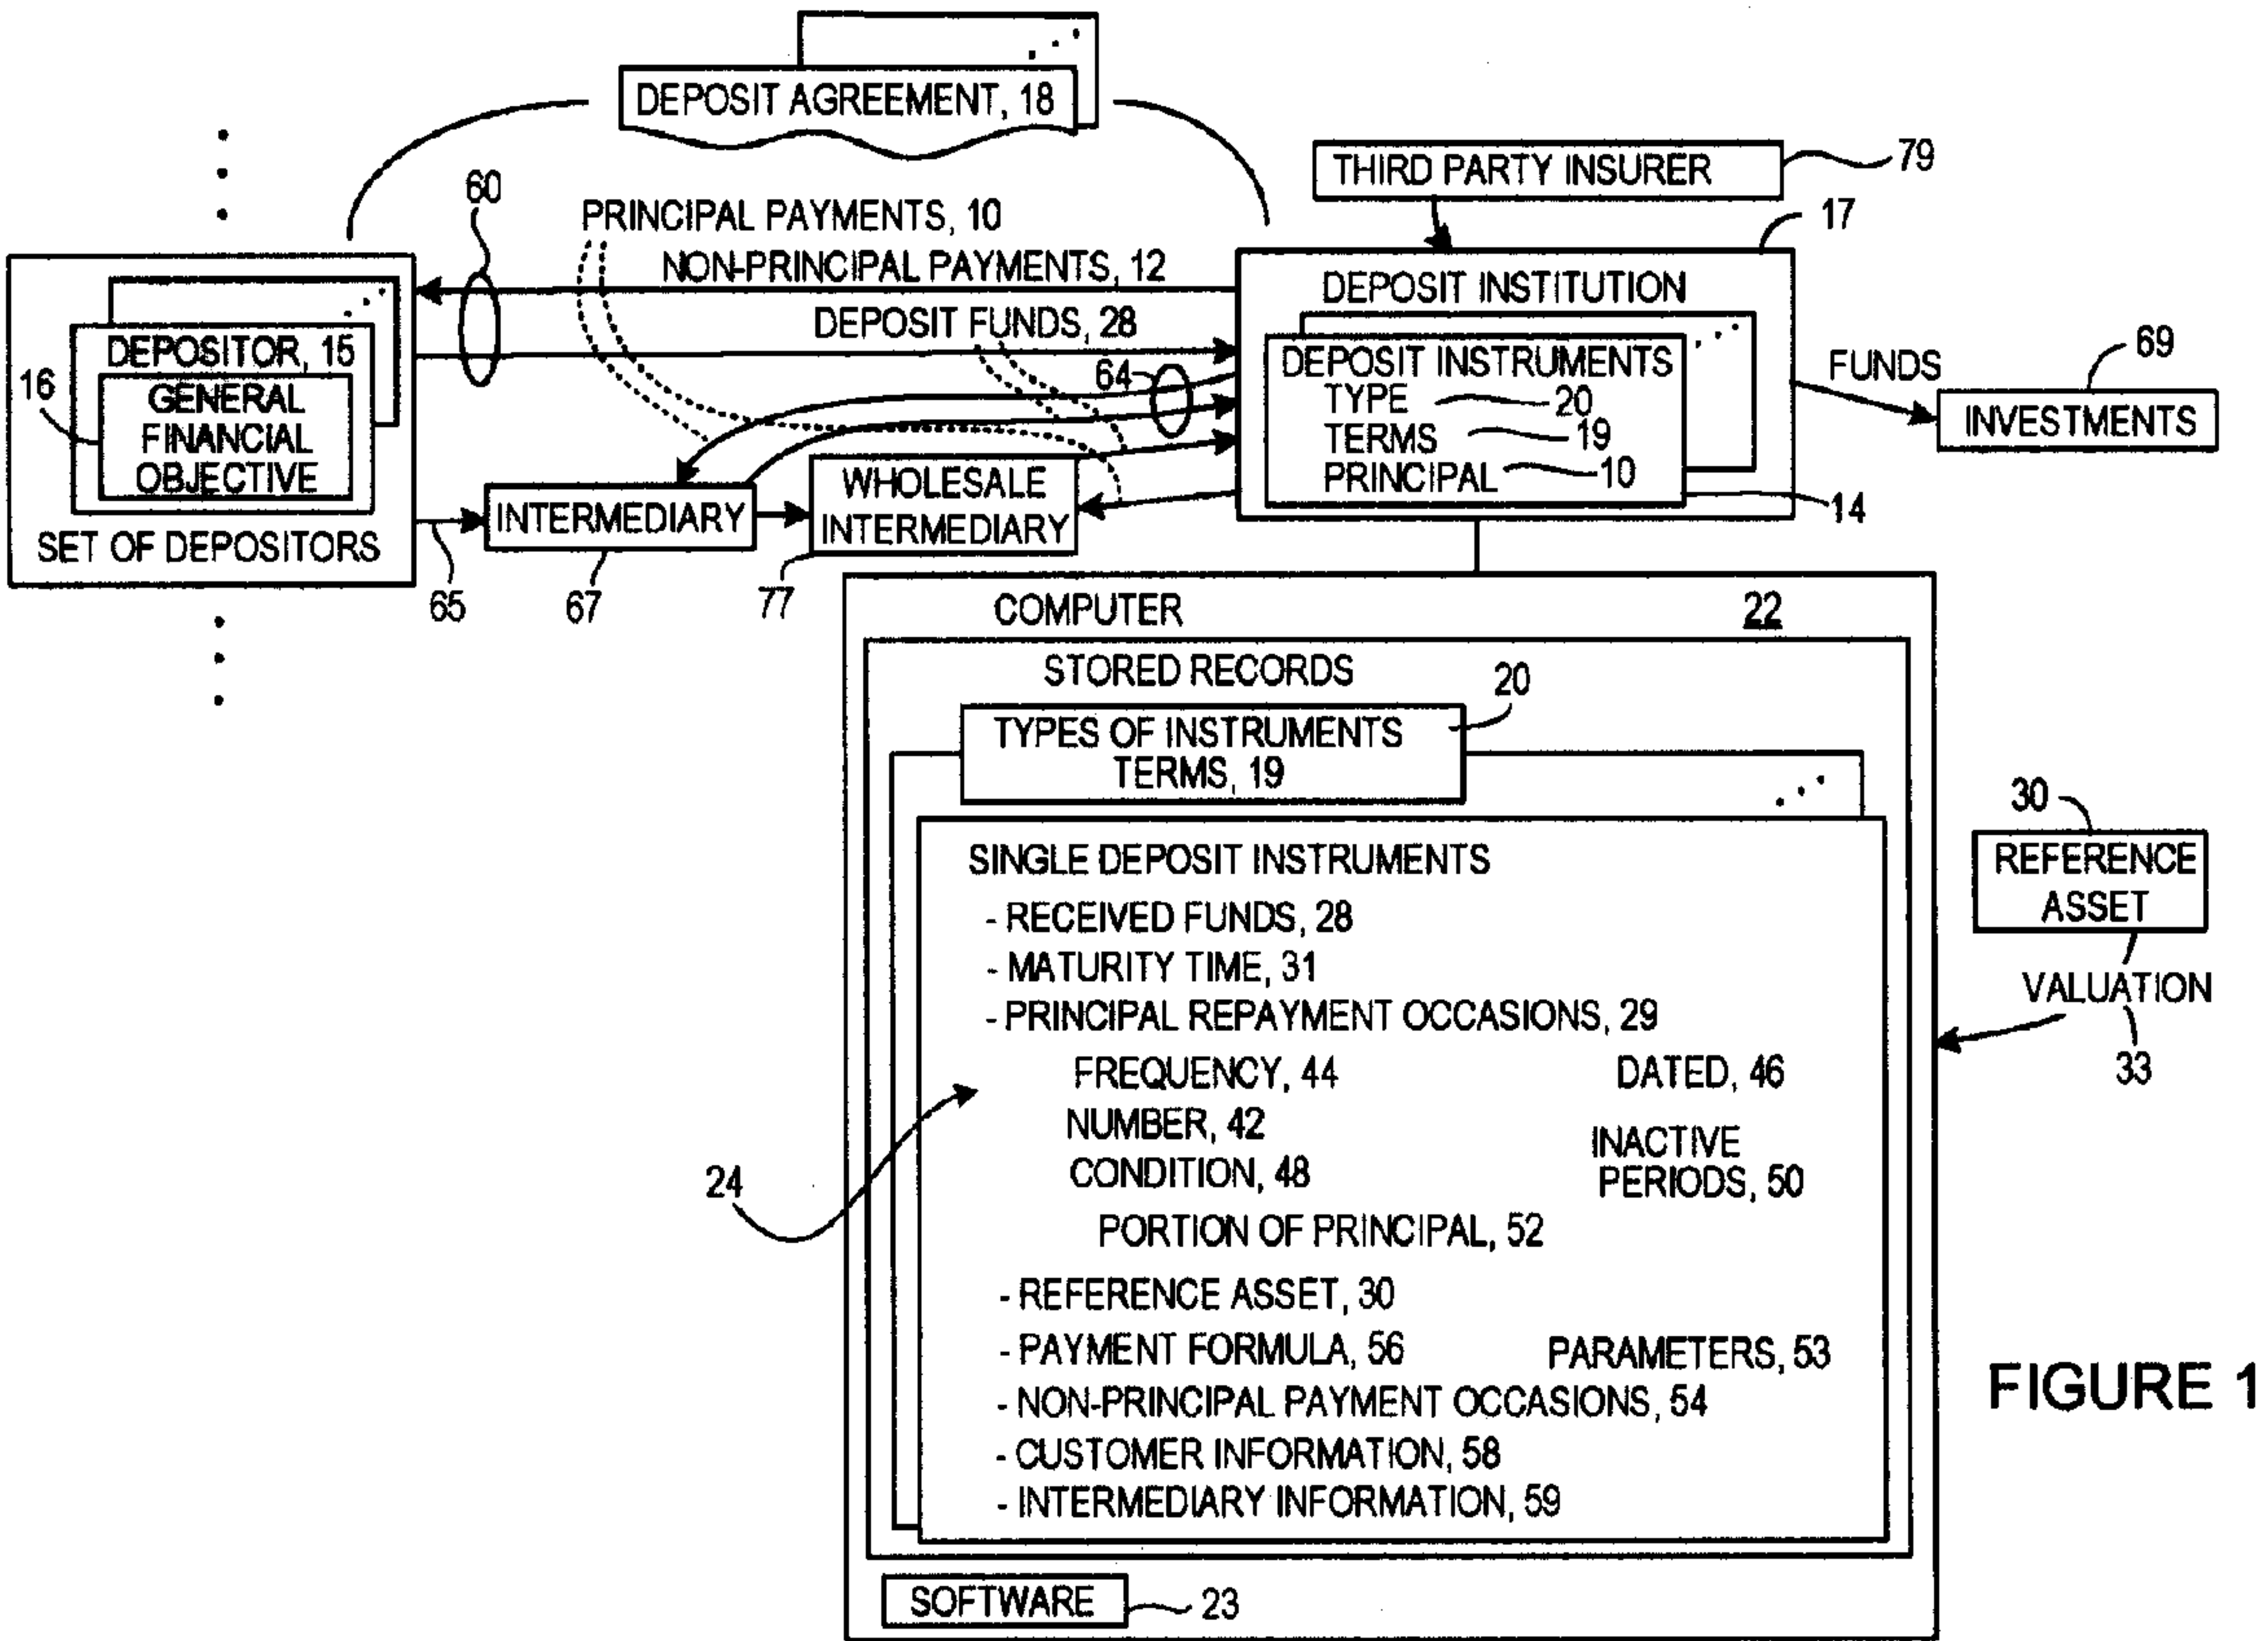 DEPOSIT AGREEMENT, 18
THIRD PARTY INSURER
79
60
PRINCIPAL PAYMENTS, 10
17
NON-PRINCIPAL PAYMENTS, 12
DEPOSIT INSTITUTION
DEPOSIT FUNDS, 28
DEPOSITOR, 15
16
GENERAL
FINANCIAL
OBJECTIVE
SET OF DEPOSITORS
64
DEPOSIT INSTRUMENTS
TYPE 20
TERMS 19
PRINCIPAL 10
14
FUNDS
69
INVESTMENTS
INTERMEDIARY
WHOLESALE
INTERMEDIARY
65
67
77
COMPUTER 22
STORED RECORDS
20
TYPES OF INSTRUMENTS
TERMS, 19
SINGLE DEPOSIT INSTRUMENTS
- RECEIVED FUNDS, 28
- MATURITY TIME, 31
- PRINCIPAL REPAYMENT OCCASIONS, 29
FREQUENCY, 44 DATED, 46
NUMBER, 42
CONDITION, 48
INACTIVE
PERIODS, 50
PORTION OF PRINCIPAL, 52
24
- REFERENCE ASSET, 30
- PAYMENT FORMULA, 56 PARAMETERS, 53
- NON-PRINCIPAL PAYMENT OCCASIONS, 54
- CUSTOMER INFORMATION, 58
- INTERMEDIARY INFORMATION, 59
SOFTWARE 23
30
REFERENCE
ASSET
VALUATION
33
FIGURE 1